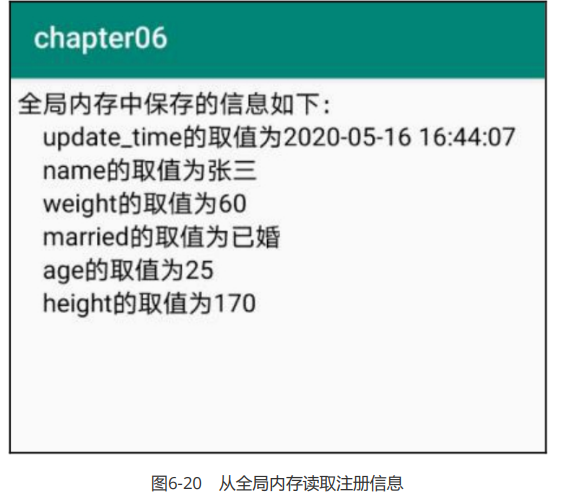 chapter06
全局内存中保存的信息如下：
update_time的取值为2020-05-16 16:44:07
name的取值为张三
weight的取值为60
married的取值为已婚
age的取值为25
height的取值为170
图6-20 从全局内存读取注册信息